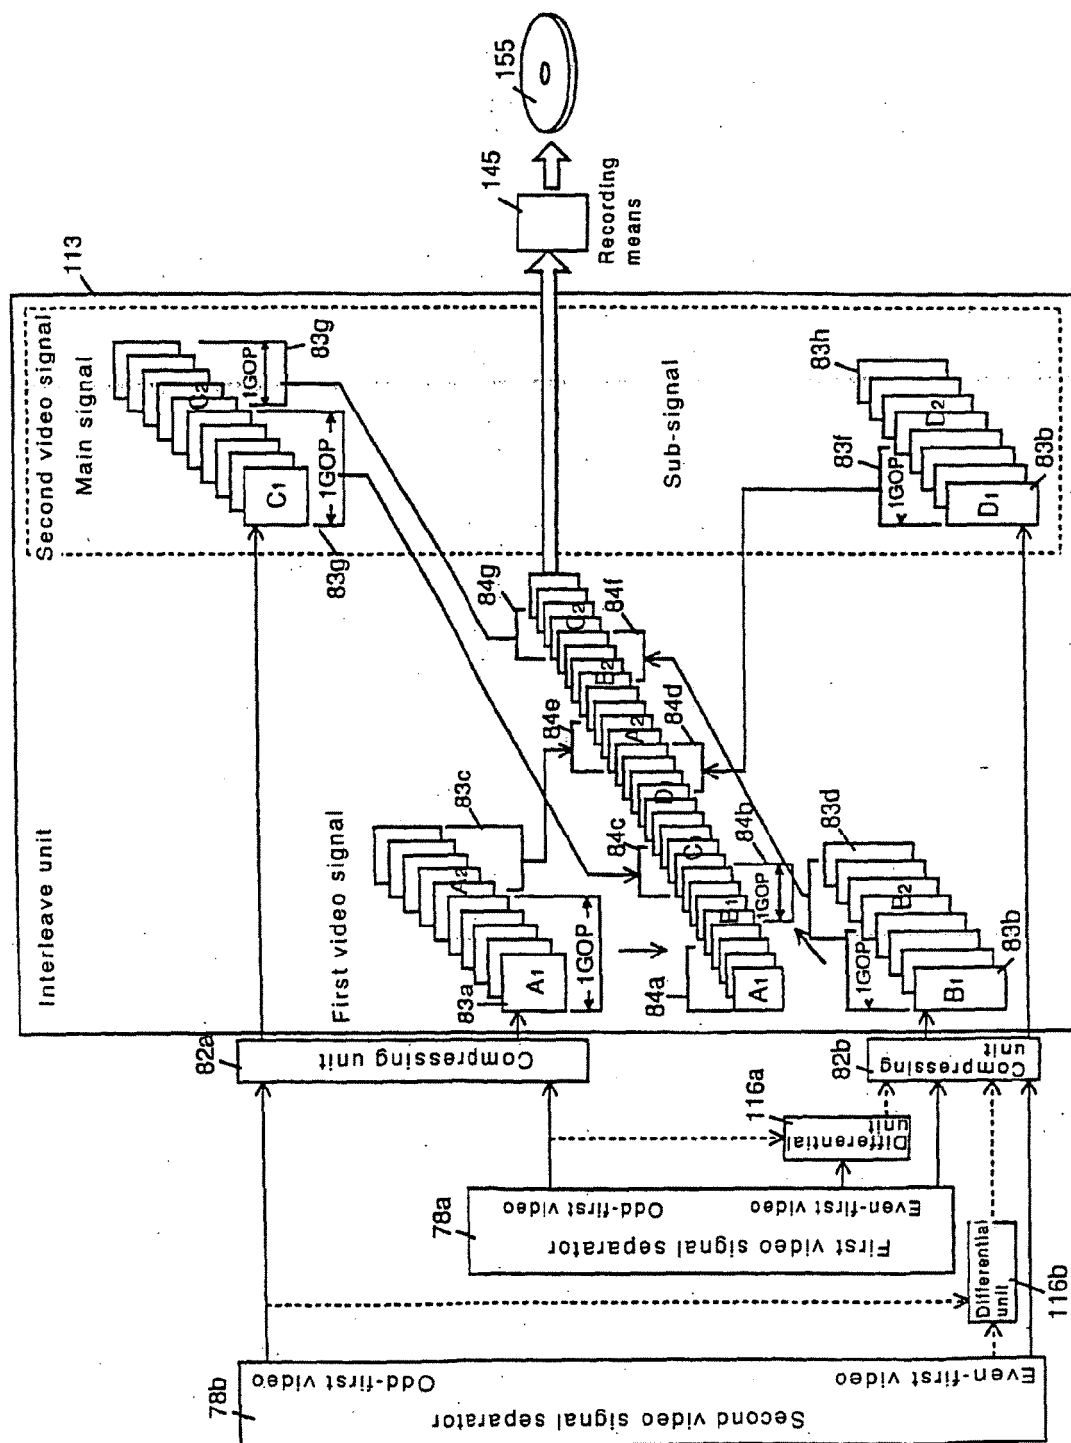 155
145
Recording
means
113
Interleave unit
Second video signal
Main signal
C2
1GOP
83g
C1
1GOP
83g
First video signal
A2
83c
83a
A1
1GOP
84g
C2
84f
B2
84e
A2
84d
D1
84c
C1
84b
B1
1GOP
84a
A1
Sub-signal
83h
D2
83f
1GOP
D1
83b
83d
B2
1GOP
B1
83b
82a
Compressing unit
82b
Compressing
unit
116a
Differential
unit
78a
Odd-first video
Even-first video
First video signal separator
116b
Differential
unit
78b
Odd-first video
Even-first video
Second video signal separator